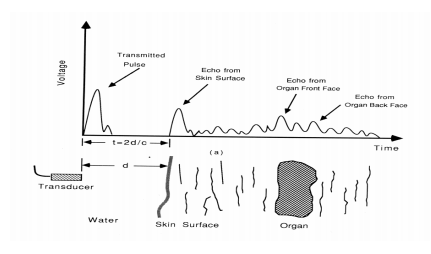 Transmitted
Pulse
Voltage
Echo from
Skin Surface
Echo from
Organ Front Face
Echo from
Organ Back Face
t=2d/c
(a)
Time
d
Transducer
Water
Skin Surface
Organ